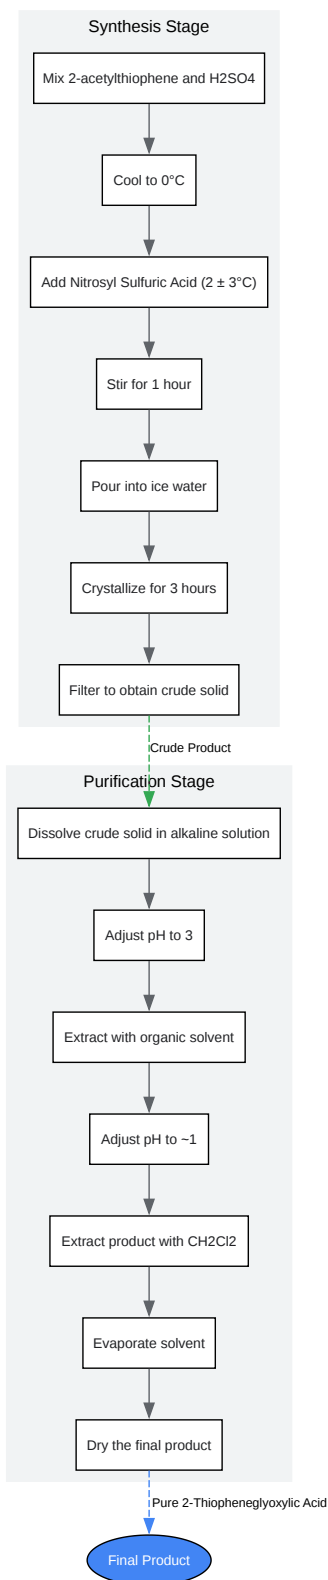 Synthesis Stage
Mix 2-acetylthiophene and H2SO4
Cool to 0°C
Add Nitrosyl Sulfuric Acid (2 ± 3°C)
Stir for 1 hour
Pour into ice water
Crystallize for 3 hours
Filter to obtain crude solid
Crude Product
Purification Stage
Dissolve crude solid in alkaline solution
Adjust pH to 3
Extract with organic solvent
Adjust pH to ~1
Extract product with CH2Cl2
Evaporate solvent
Dry the final product
Pure 2-Thiopheneglyoxylic Acid
Final Product